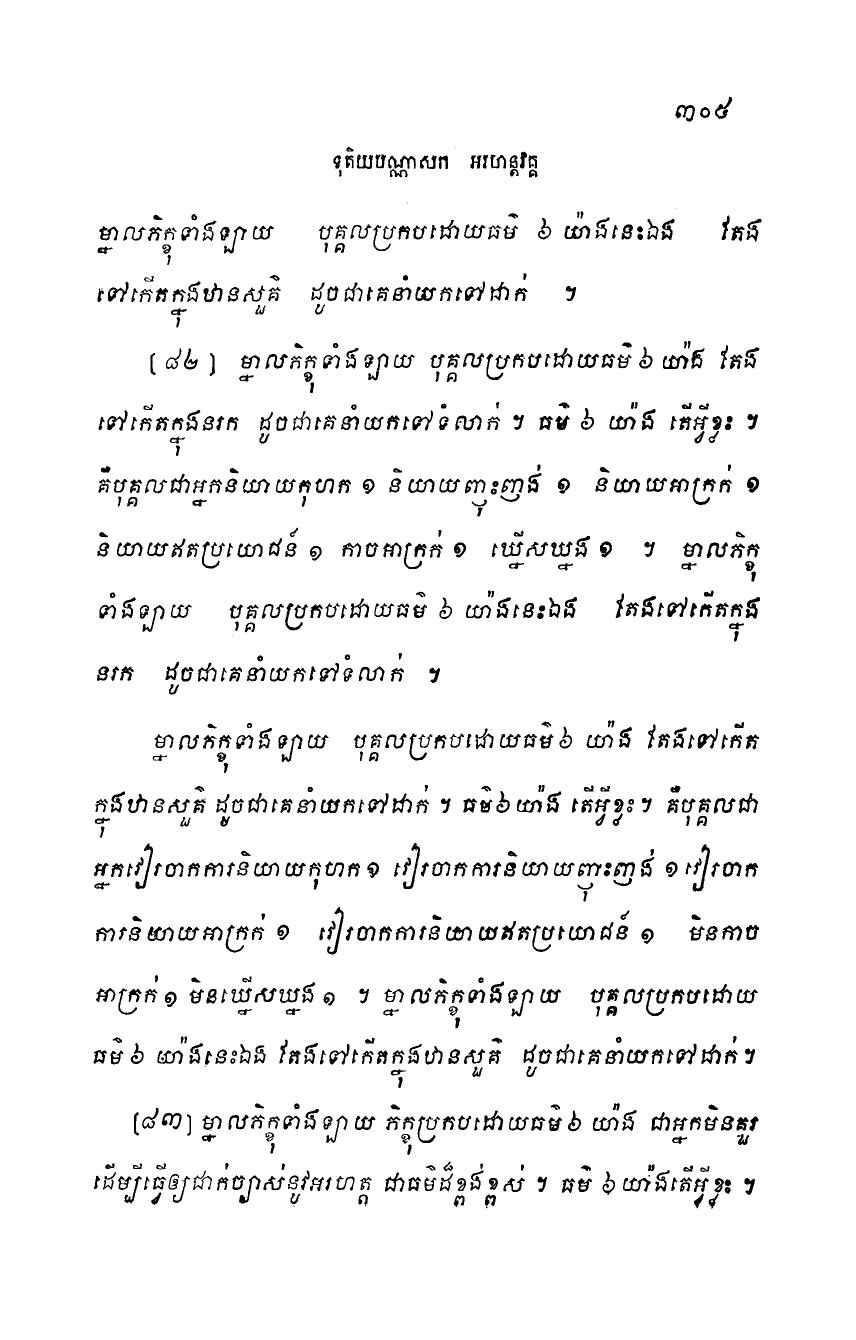 ៣០៥
ទុតិយបណ្ណាសក អរហន្តវគ្គ
ម្នាលភិក្ខុទាំងឡាយ បុគ្គលប្រកបដោយធម៌ ៦ យ៉ាងនេះឯង តែង
ទៅកើតក្នុងឋានសួគ៌ ដូចជាគេនាំយកទៅដាក់ ។
[៨២] ម្នាលភិក្ខុទាំងឡាយ បុគ្គលប្រកបដោយធម៌ ៦ យ៉ាង តែង
ទៅកើតក្នុងនរក ដូចជាគេនាំយកទៅទំលាក់ ។ ធម៌ ៦ យ៉ាង តើអ្វីខ្លះ ។
គឺបុគ្គលជាអ្នកនិយាយកុហក ១ និយាយញុះញង់ ១ និយាយអាក្រក់ ១
និយាយឥតប្រយោជន៍ ១ កាចអាក្រក់ ១ ឃ្នើសឃ្នង ១ ។ ម្នាលភិក្ខុ
ទាំងឡាយ បុគ្គលប្រកបដោយធម៌ ៦ យ៉ាងនេះឯង តែងទៅកើតក្នុង
នរក ដូចជាគេនាំយកទៅទំលាក់ ។
ម្នាលភិក្ខុទាំងឡាយ បុគ្គលប្រកបដោយធម៌ ៦ យ៉ាង តែងទៅកើត
ក្នុងឋានសួគ៌ ដូចជាគេនាំយកទៅដាក់ ។ ធម៌ ៦ យ៉ាង តើអ្វីខ្លះ ។ គឺបុគ្គលជា
អ្នកវៀរចាកការនិយាយកុហក ១ វៀរចាកការនិយាយញុះញង់ ១ វៀរចាក
ការនិយាយអាក្រក់ ១ វៀរចាកការនិយាយឥតប្រយោជន៍ ១ មិនកាច
អាក្រក់ ១ មិនឃ្នើសឃ្នង ១ ។ ម្នាលភិក្ខុទាំងឡាយ បុគ្គលប្រកបដោយ
ធម៌ ៦ យ៉ាងនេះឯង តែងទៅកើតក្នុងឋានសួគ៌ ដូចជាគេនាំយកទៅដាក់ ។
[៨៣] ម្នាលភិក្ខុទាំងឡាយ ភិក្ខុប្រកបដោយធម៌ ៦ យ៉ាង ជាអ្នកមិនគួរ
ដើម្បីធ្វើឲ្យជាក់ច្បាស់នូវអរហត្ត ជាធម៌ដ៏ខ្ពង់ខ្ពស់ ។ ធម៌ ៦ យ៉ាងតើអ្វីខ្លះ ។